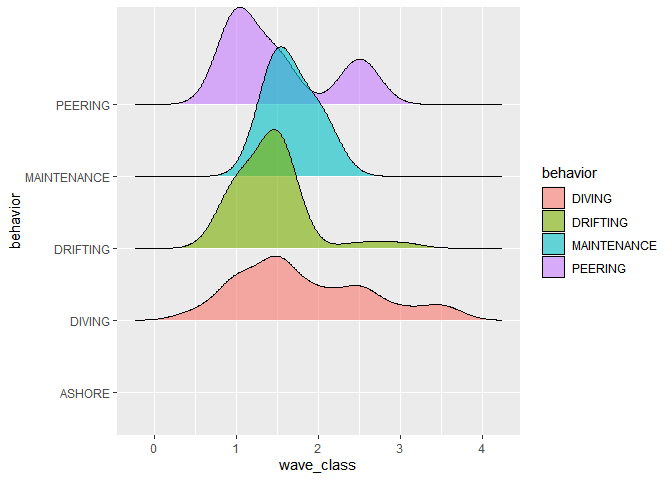 PEERING
MAINTENANCE
DRIFTING
DIVING
ASHORE
behavior
0 1 2 3 4
wave_class
behavior
DIVING
DRIFTING
MAINTENANCE
PEERING